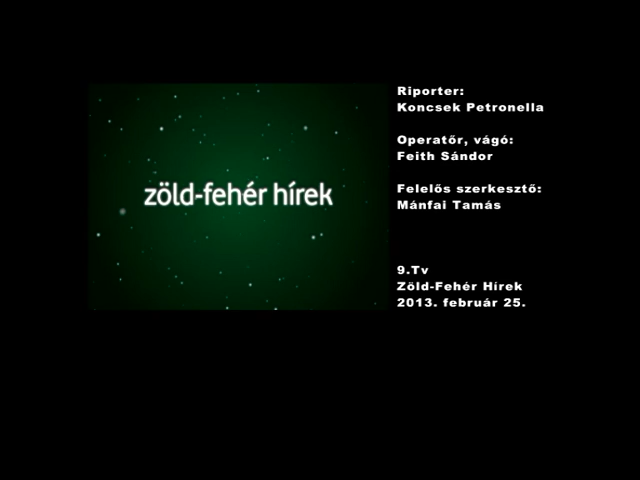 zöld-fehér hírek
Riporter:
Koncsek Petronella
Operatőr, vágó:
Feith Sándor
Felelős szerkesztő:
Mánfai Tamás
9.Tv
Zöld-Fehér Hírek
2013. február 25.